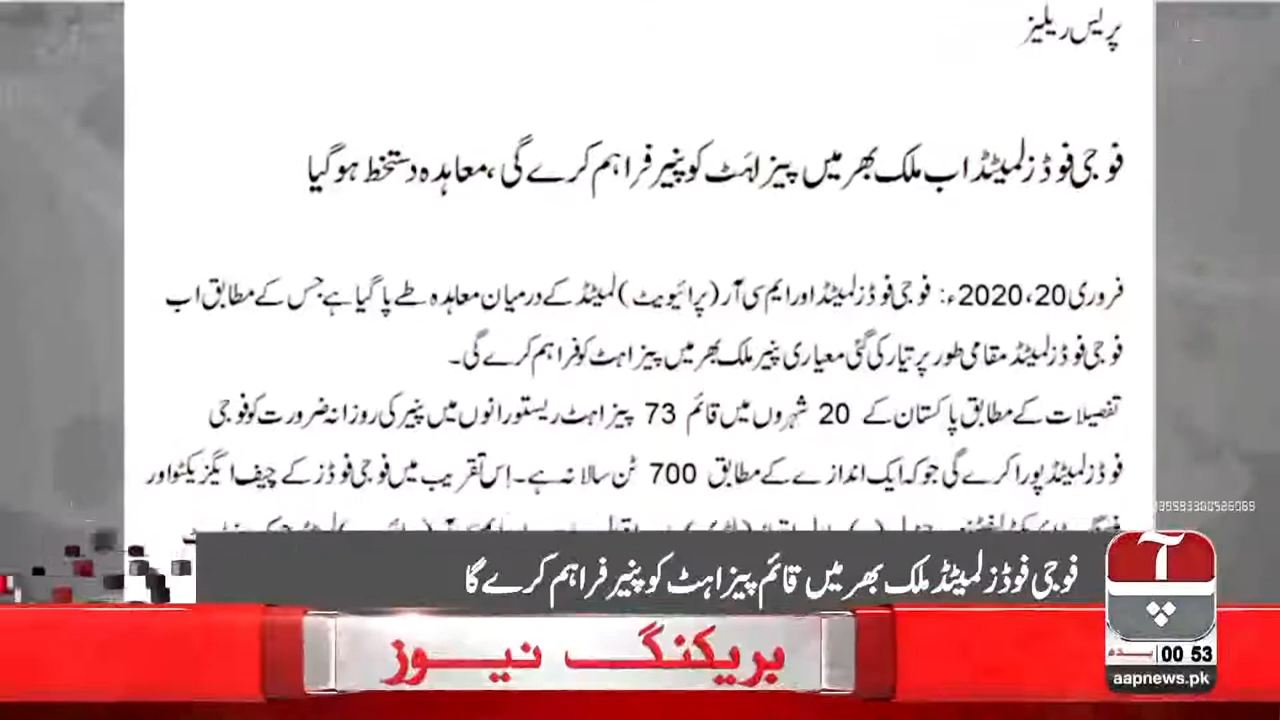 پریس ریلیز
فوجی فوڈز لمیٹڈ اب ملک بھر میں پیزا ہٹ کو پنیر فراہم کرے گی، معاہدہ دستخط ہو گیا
فروری 20، 2020ء: فوجی فوڈز لمیٹڈ اور ایم سی آر (پرائیویٹ) لمیٹڈ کے درمیان معاہدہ طے پا گیا ہے جس کے مطابق اب
فوجی فوڈز لمیٹڈ مقامی طور پر تیار کی گئی معیاری پنیر ملک بھر میں پیزا ہٹ کو فراہم کرے گی۔
تفصیلات کے مطابق پاکستان کے 20 شہروں میں قائم 73 پیزا ہٹ ریستورانوں میں پنیر کی روزانہ ضرورت کو فوجی
فوڈز لمیٹڈ پورا کرے گی جو کہ ایک اندازے کے مطابق 700 ٹن سالانہ ہے۔ اِس تقریب میں فوجی فوڈز کے چیف ایگزیکٹو اور
فوجی فوڈز لمیٹڈ ملک بھر میں قائم پیزا ہٹ کو پنیر فراہم کرے گا
بریکنگ نیوز
آپ
بدھ 00 53
aapnews.pk